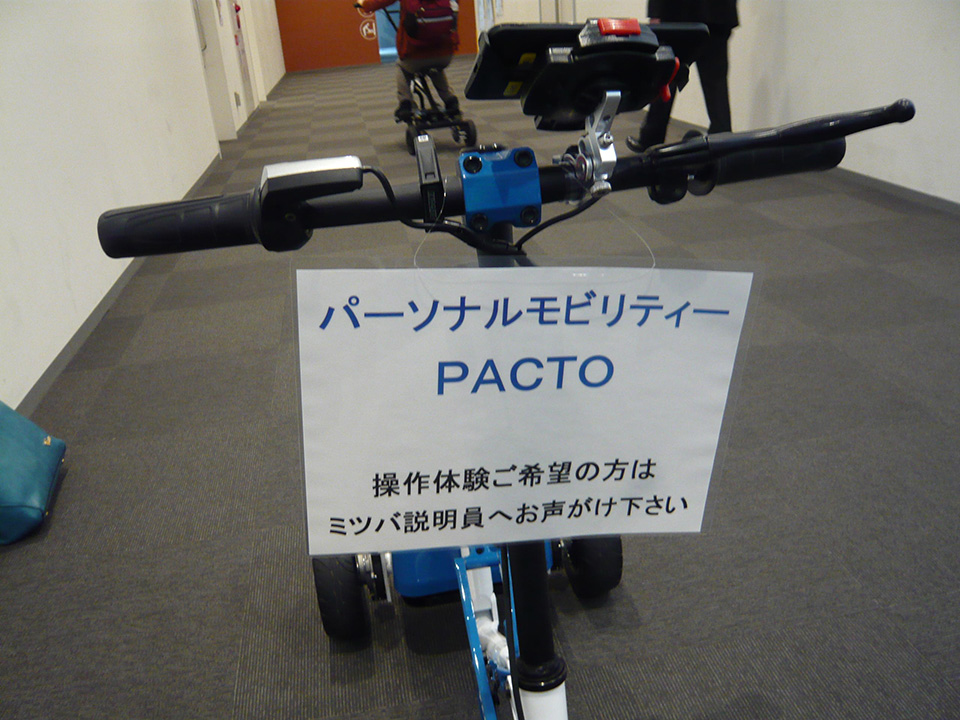 パーソナルモビリティー
PACTO
操作体験ご希望の方は
ミツバ説明員へお声がけ下さい